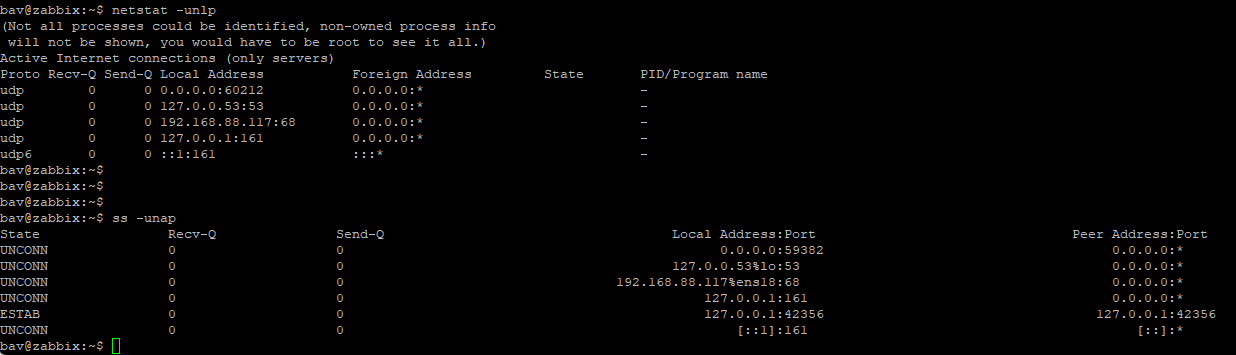 bav@zabbix:~$ netstat -unlp
(Not all processes could be identified, non-owned process info
 will not be shown, you would have to be root to see it all.)
Active Internet connections (only servers)
Proto Recv-Q Send-Q Local Address           Foreign Address         State       PID/Program name
udp        0      0 0.0.0.0:60212           0.0.0.0:*                           -
udp        0      0 127.0.0.53:53           0.0.0.0:*                           -
udp        0      0 192.168.88.117:68       0.0.0.0:*                           -
udp        0      0 127.0.0.1:161           0.0.0.0:*                           -
udp6       0      0 ::1:161                 :::*                                -
bav@zabbix:~$
bav@zabbix:~$
bav@zabbix:~$
bav@zabbix:~$ ss -unap
State Recv-Q Send-Q Local Address:Port Peer Address:Port
UNCONN 0 0 0.0.0.0:59382 0.0.0.0:*
UNCONN 0 0 127.0.0.53%lo:53 0.0.0.0:*
UNCONN 0 0 192.168.88.117%ens18:68 0.0.0.0:*
UNCONN 0 0 127.0.0.1:161 0.0.0.0:*
ESTAB 0 0 127.0.0.1:42356 127.0.0.1:42356
UNCONN 0 0 [::1]:161 [::]:*
bav@zabbix:~$